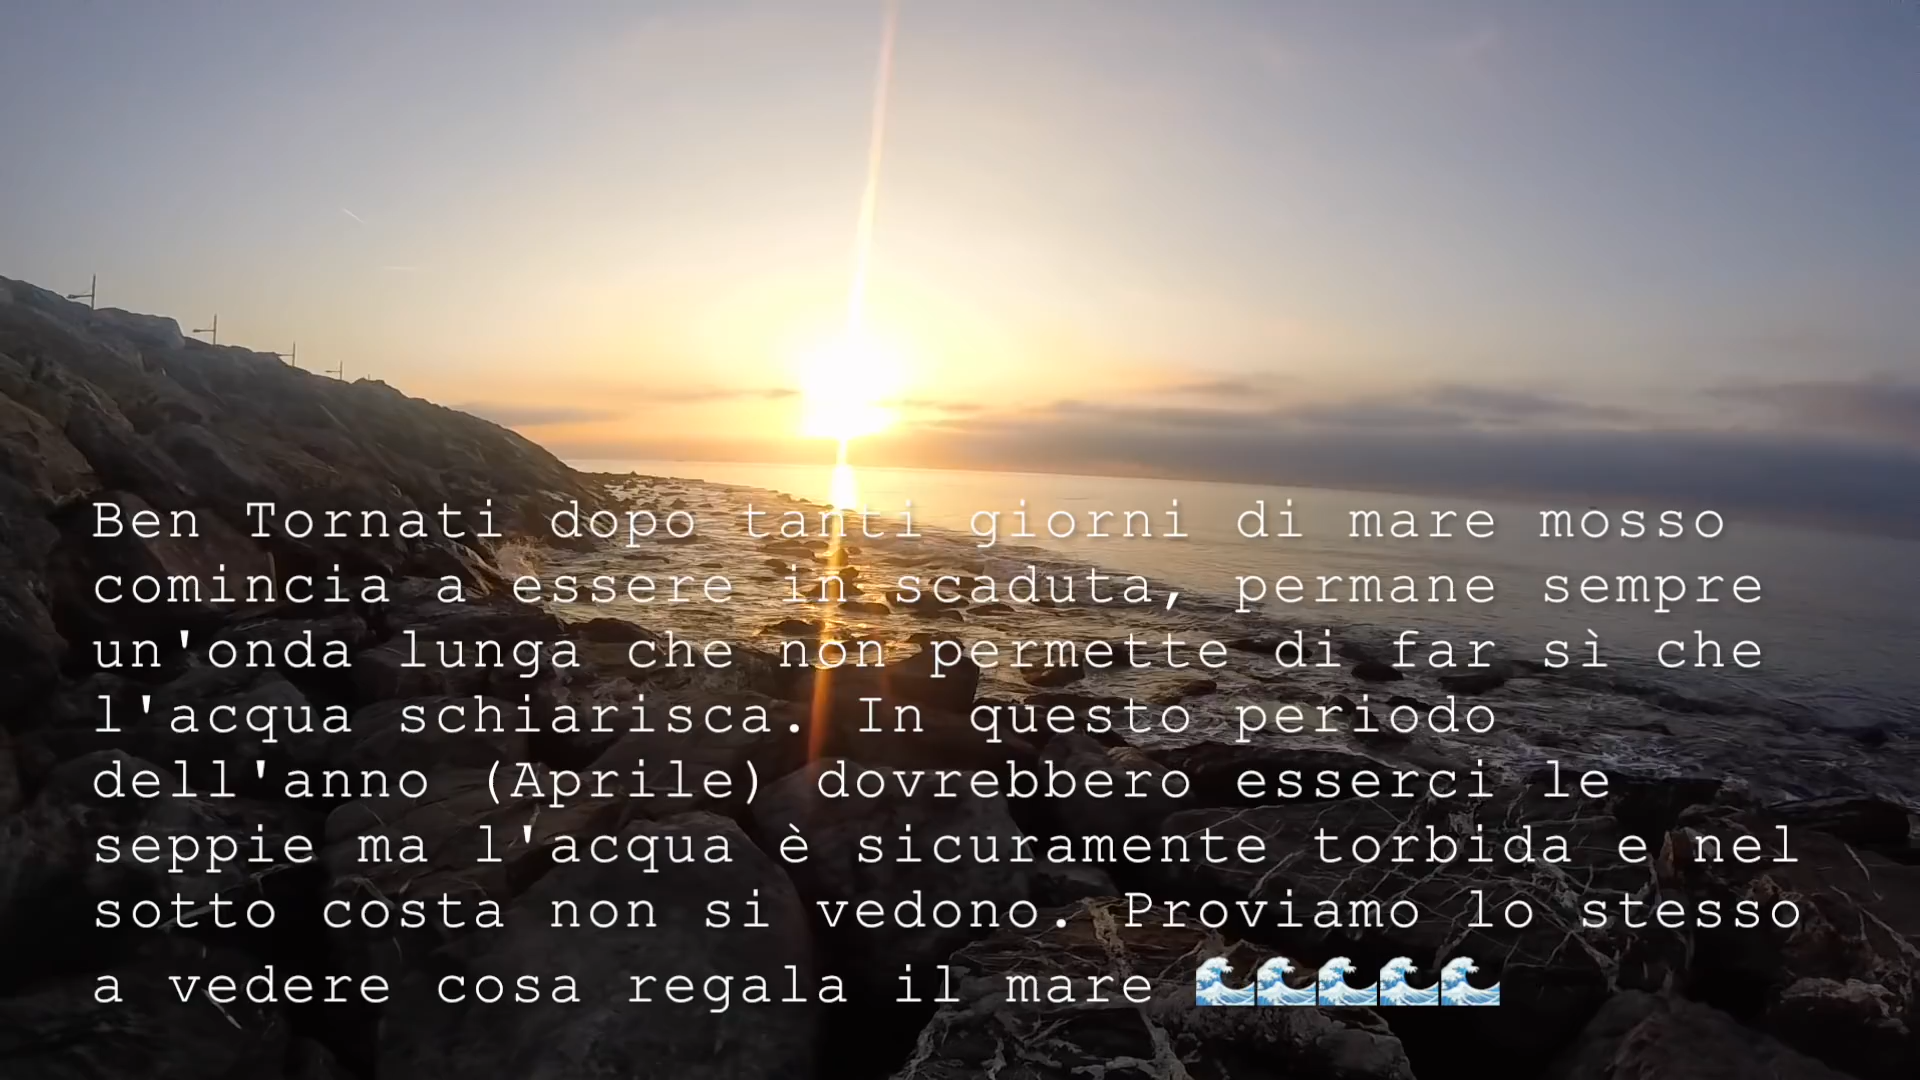 Ben Tornati dopo tanti giorni di mare mosso
comincia a essere in scaduta, permane sempre
un'onda lunga che non permette di far sì che
l'acqua schiarisca. In questo periodo
dell'anno (Aprile) dovrebbero esserci le
seppie ma l'acqua è sicuramente torbida e nel
sotto costa non si vedono. Proviamo lo stesso
a vedere cosa regala il mare 🌊🌊🌊🌊🌊